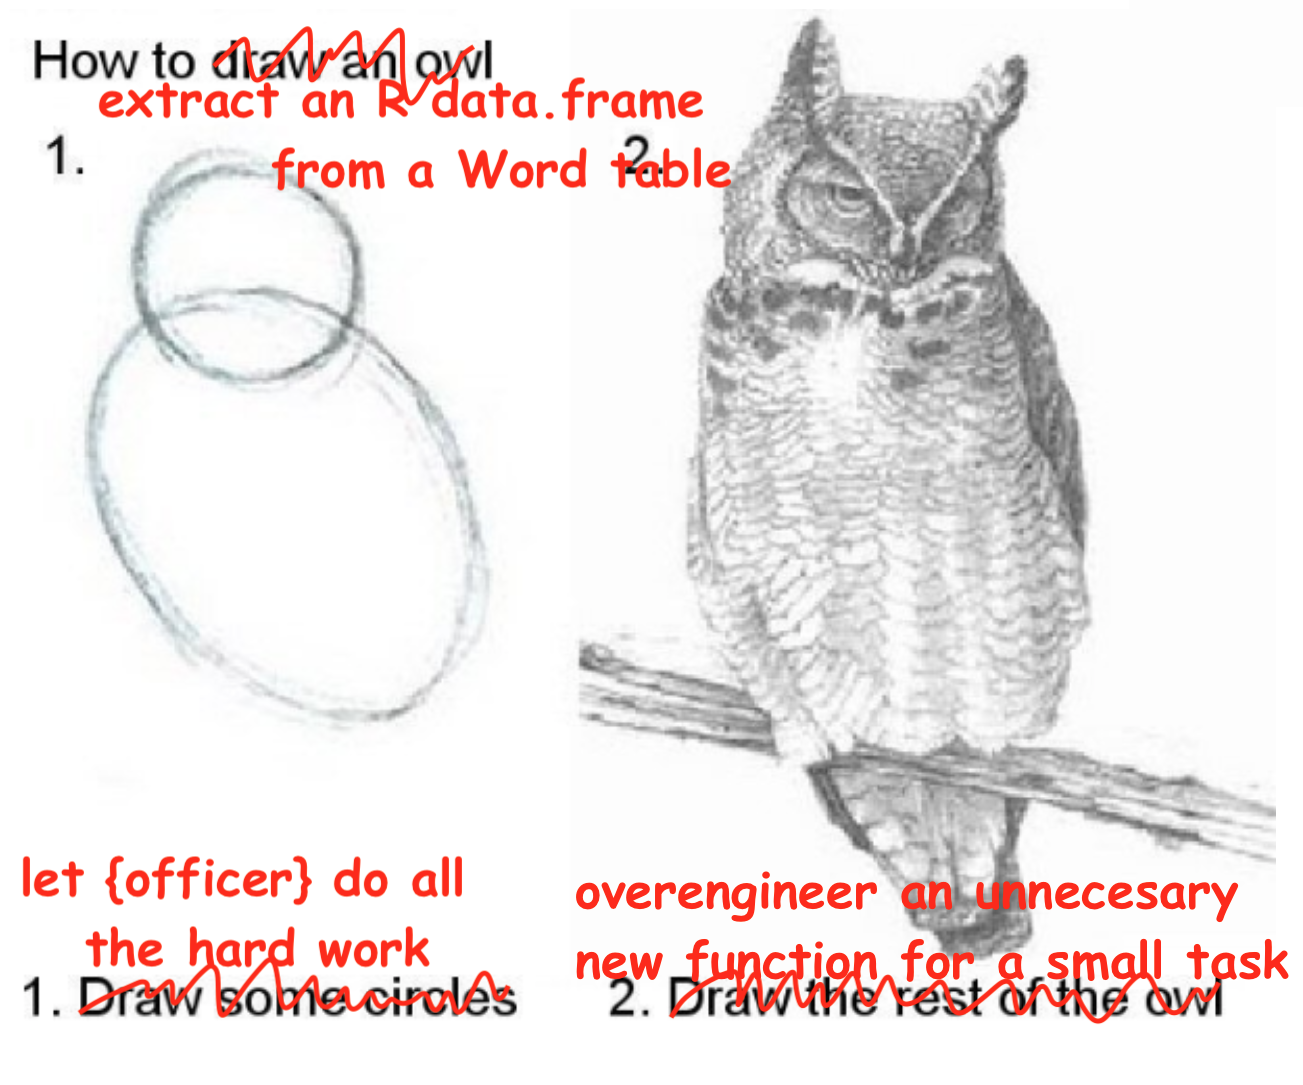 How to draw an owl
extract an R data.frame
from a Word table
1.
2.
let {officer} do all
the hard work
1. Draw some circles
overengineer an unnecesary
new function for a small task
2. Draw the rest of the owl